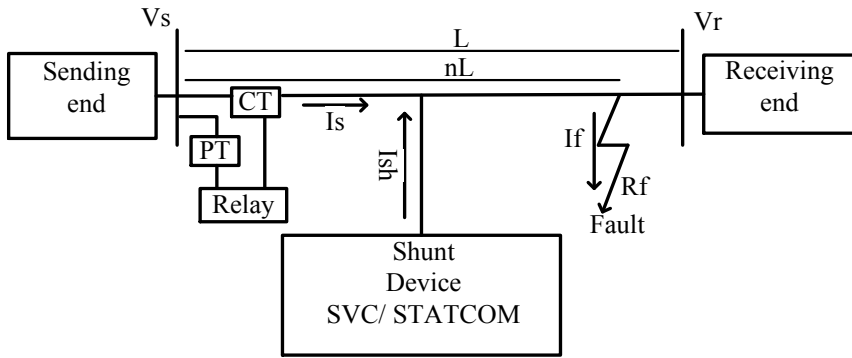 Vs
Vr
L
nL
Sending
end
Receiving
end
CT
Is
PT
Relay
Ish
If
Rf
Fault
Shunt
Device
SVC/ STATCOM